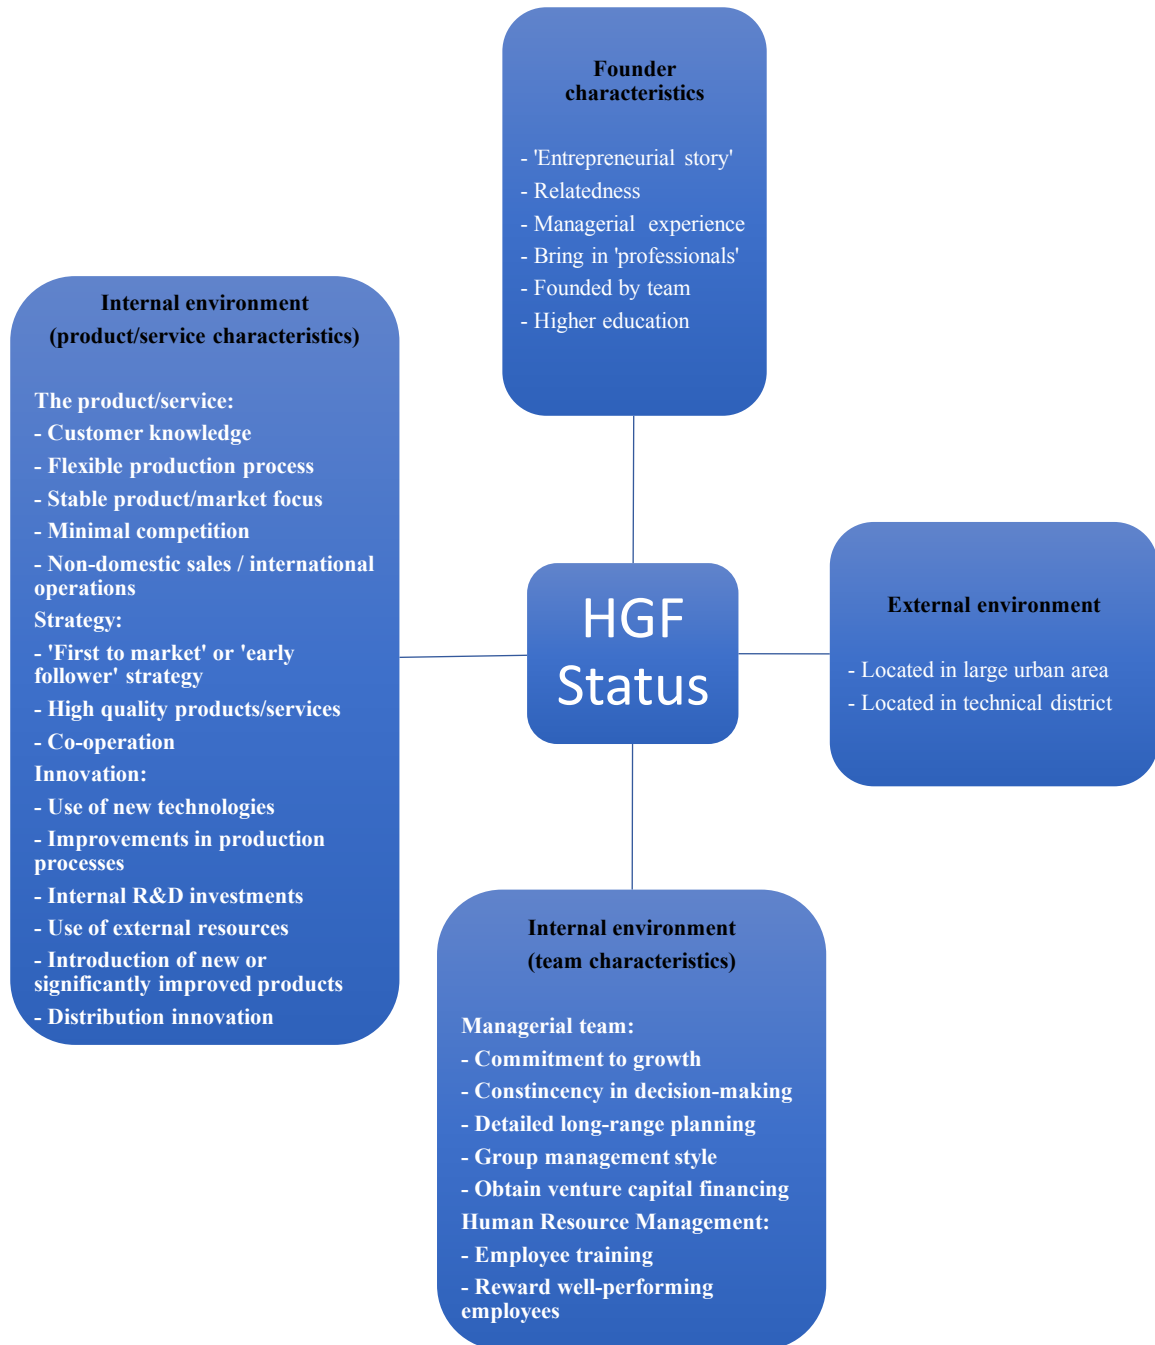 Founder
characteristics
- 'Entrepreneurial story'
- Relatedness
- Managerial experience
- Bring in 'professionals'
- Founded by team
- Higher education
Internal environment
(product/service characteristics)
The product/service:
- Customer knowledge
- Flexible production process
- Stable product/market focus
- Minimal competition
- Non-domestic sales / international
operations
Strategy:
- 'First to market' or 'early
follower' strategy
- High quality products/services
- Co-operation
Innovation:
- Use of new technologies
- Improvements in production
processes
- Internal R&D investments
- Use of external resources
- Introduction of new or
significantly improved products
- Distribution innovation
HGF
Status
External environment
- Located in large urban area
- Located in technical district
Internal environment
(team characteristics)
Managerial team:
- Commitment to growth
- Constincency in decision-making
- Detailed long-range planning
- Group management style
- Obtain venture capital financing
Human Resource Management:
- Employee training
- Reward well-performing
employees